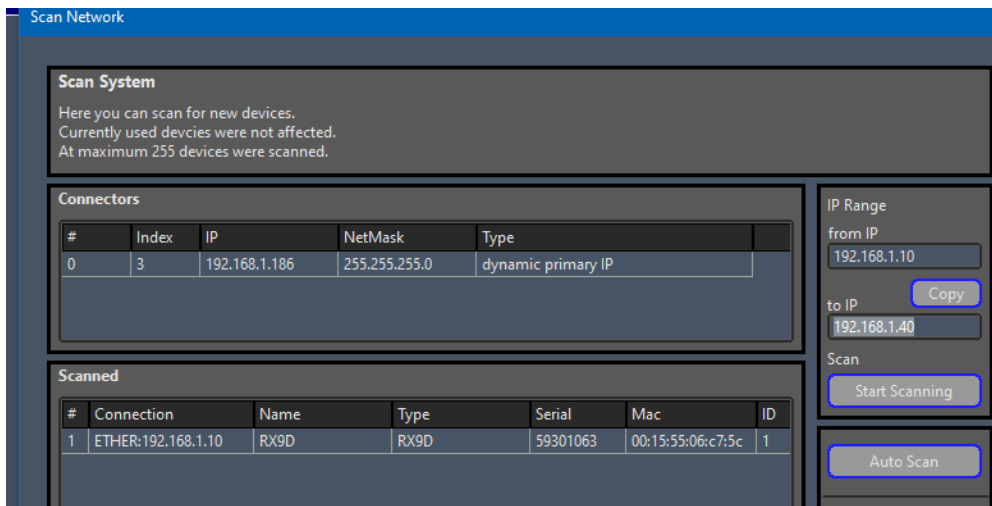 Scan Network
Scan System
Here you can scan for new devices.
Currently used devcies were not affected.
At maximum 255 devices were scanned.
Connectors
# Index IP NetMask Type
0 3 192.168.1.186 255.255.255.0 dynamic primary IP
Scanned
# Connection Name Type Serial Mac ID
1 ETHER:192.168.1.10 RX9D RX9D 59301063 00:15:55:06:c7:5c 1
IP Range
from IP
192.168.1.10
Copy
to IP
192.168.1.40
Scan
Start Scanning
Auto Scan